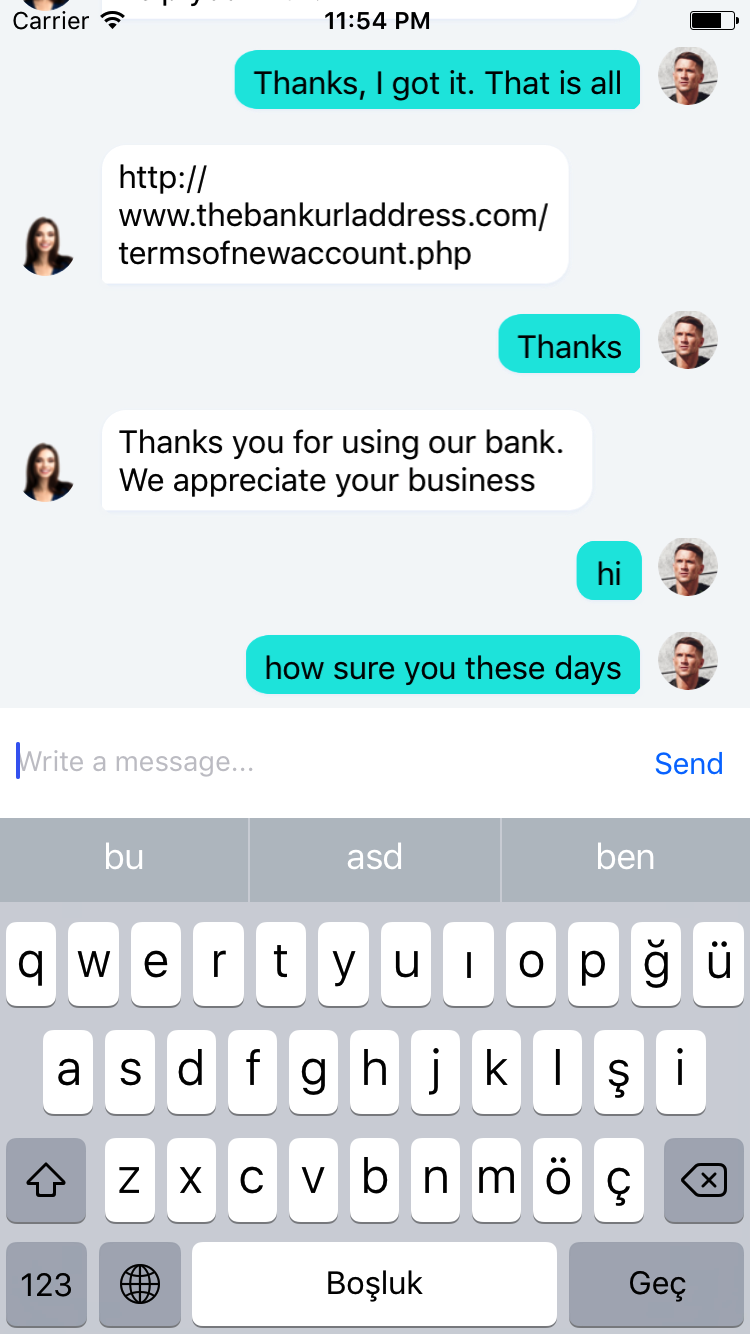 Carrier 11:54 PM
Thanks, I got it. That is all
http://
www.thebankurladdress.com/
termsofnewaccount.php
Thanks
Thanks you for using our bank.
We appreciate your business
hi
how sure you these days
Write a message...
Send
bu asd ben
q w e r t y u ı o p ğ ü
a s d f g h j k l ş i
z x c v b n m ö ç
123 Boşluk Geç